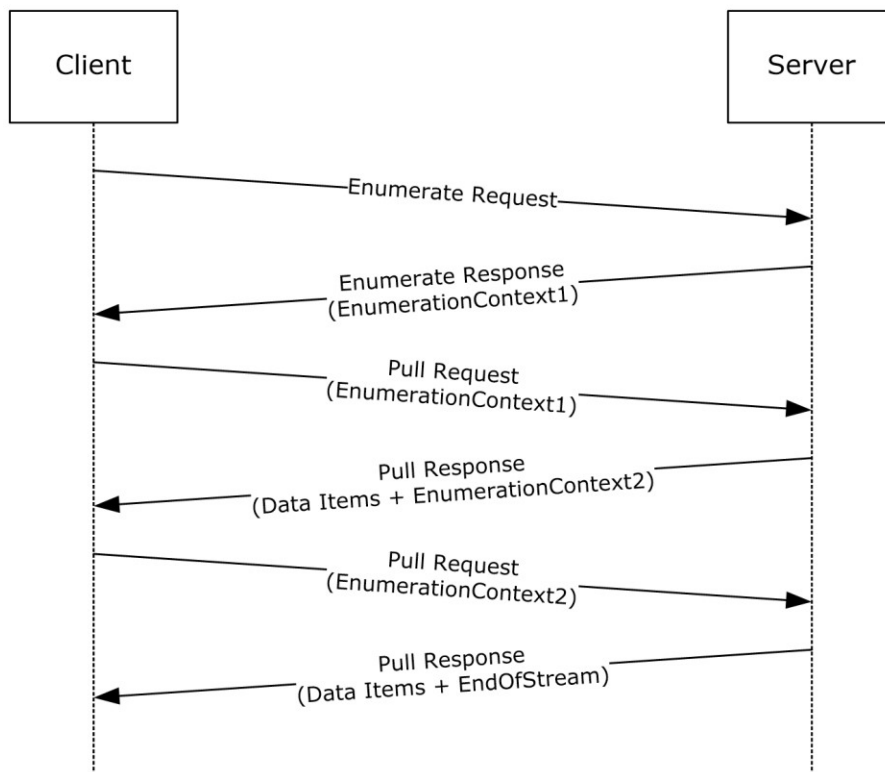 Client
Server
Enumerate Request
Enumerate Response
(EnumerationContext1)
Pull Request
(EnumerationContext1)
Pull Response
(Data Items + EnumerationContext2)
Pull Request
(EnumerationContext2)
Pull Response
(Data Items + EndOfStream)